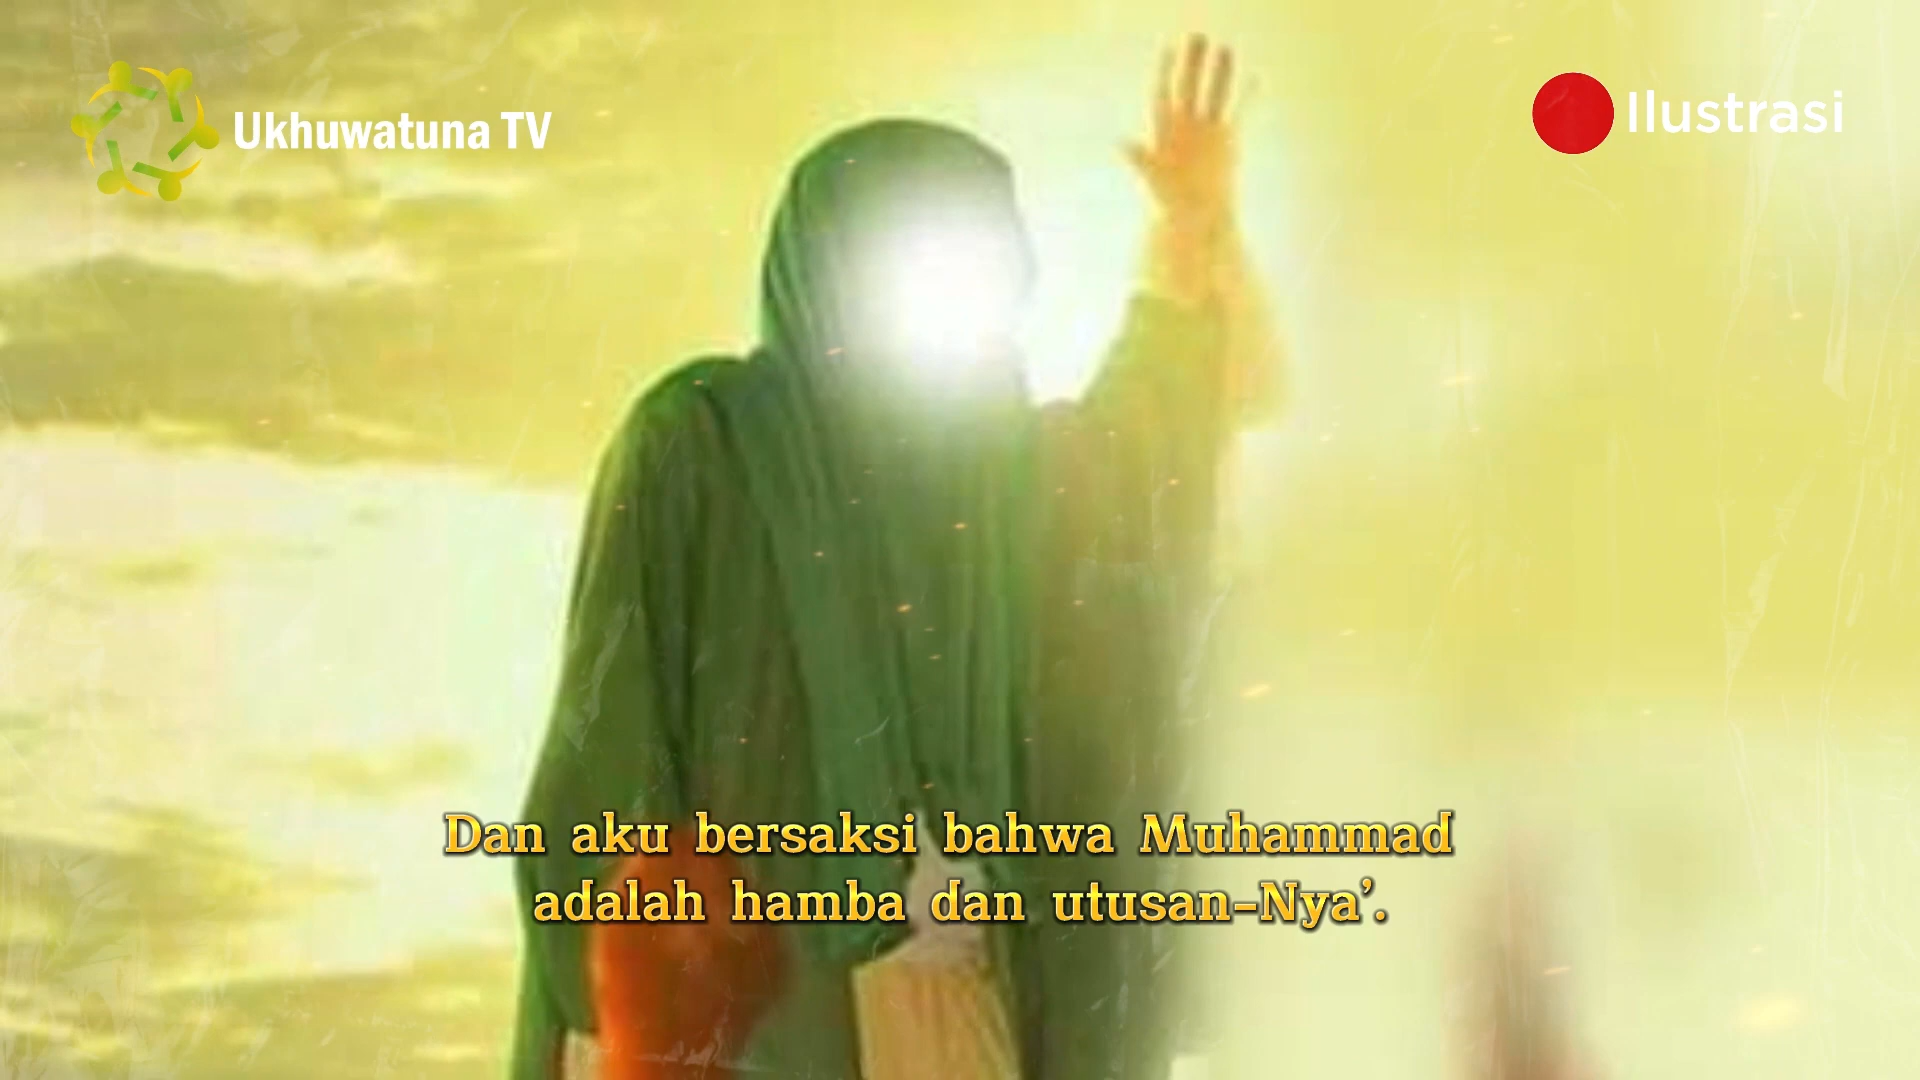 Ukhuwatuna TV
Ilustrasi
Dan aku bersaksi bahwa Muhammad
adalah hamba dan utusan-Nya’.